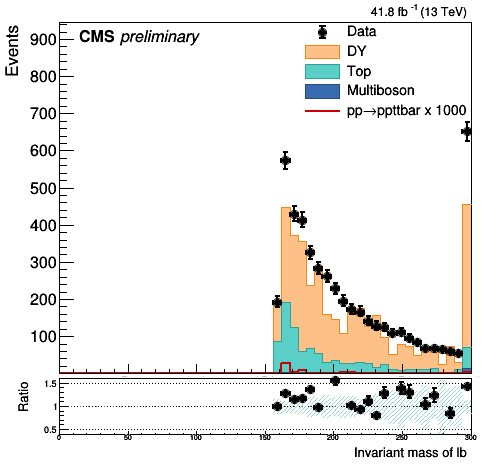 41.8 fb -1 (13 TeV)
CMS preliminary
Data
DY
Top
Multiboson
pp→ppttbar x 1000
Events
900
800
700
600
500
400
300
200
100
Ratio
1.5
1
0.5
0 50 100 150 200 250 300
Invariant mass of lb